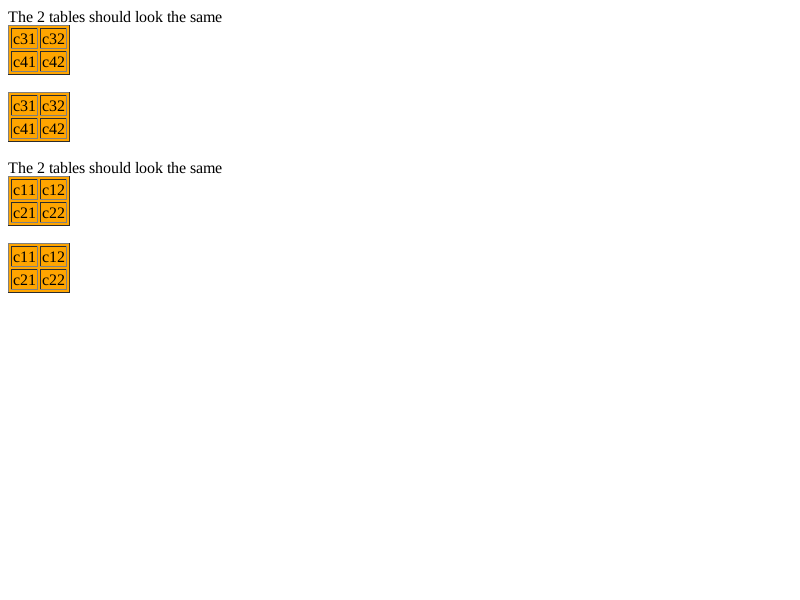 The 2 tables should look the same
c31 c32
c41 c42
c31 c32
c41 c42
The 2 tables should look the same
c11 c12
c21 c22
c11 c12
c21 c22